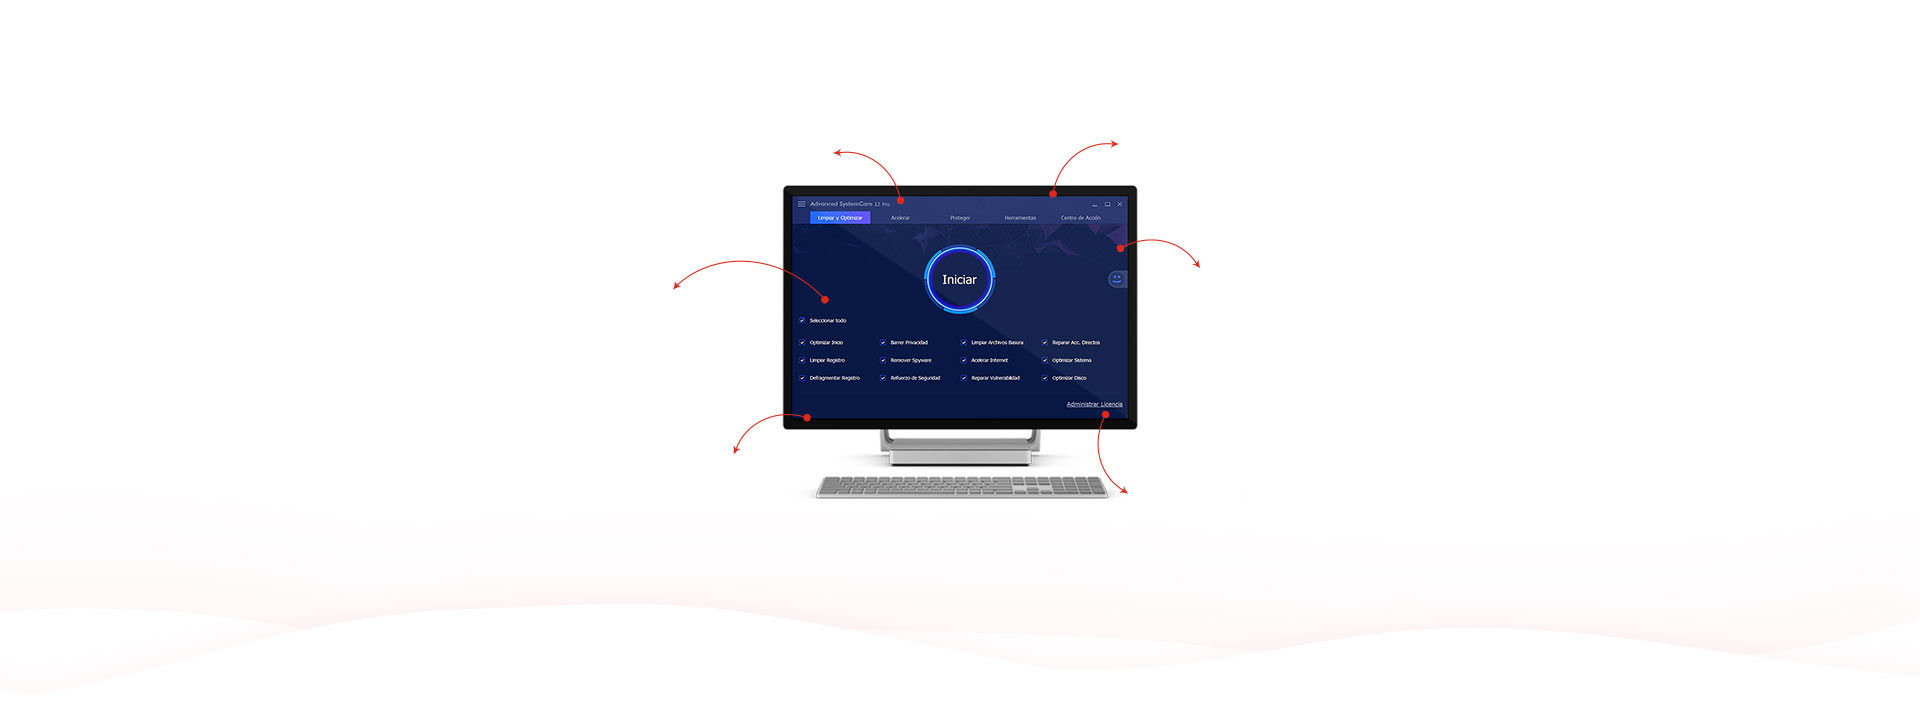 Advanced SystemCare 12 Pro
Limpiar y Optimizar Acelerar Proteger Herramientas Centro de Acción
Iniciar
Seleccionar todo
Optimizar Inicio Barrer Privacidad Limpiar Archivos Basura Reparar Acc. Directos
Limpiar Registro Remover Spyware Acelerar Internet Optimizar Sistema
Defragmentar Registro Refuerzo de Seguridad Reparar Vulnerabilidad Optimizar Disco
Administrar Licencia